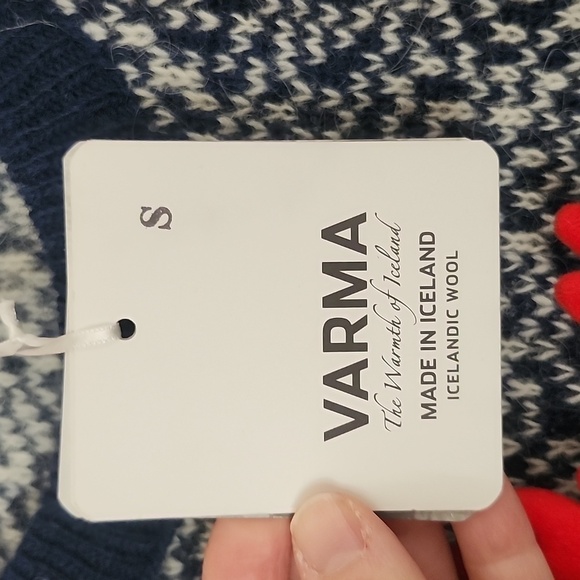 S
VARMA
The Warmth of Iceland
MADE IN ICELAND
ICELANDIC WOOL